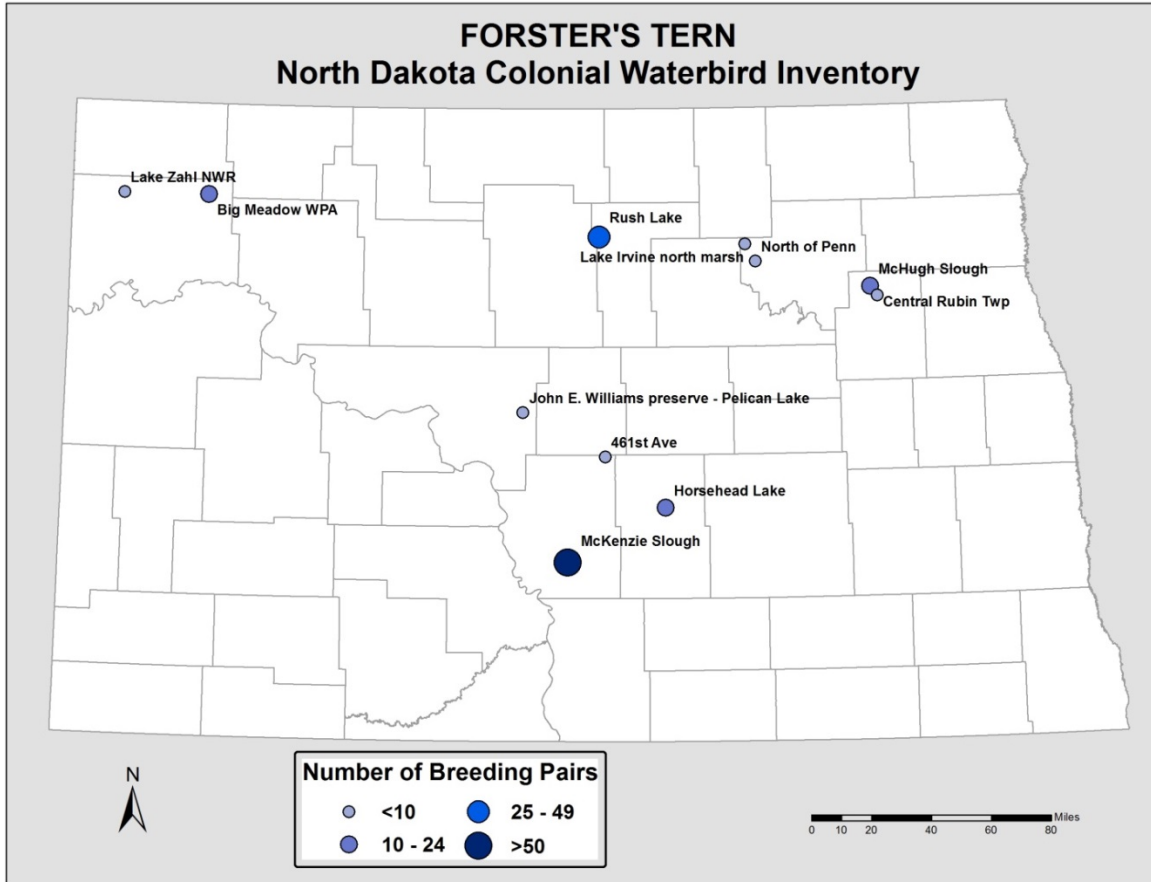 FORSTER'S TERN
North Dakota Colonial Waterbird Inventory
Lake Zahl NWR
Big Meadow WPA
Rush Lake
Lake Irvine north marsh
North of Penn
McHugh Slough
Central Rubin Twp
John E. Williams preserve - Pelican Lake
461st Ave
Horsehead Lake
McKenzie Slough
N
Number of Breeding Pairs
<10 25 - 49
10 - 24 >50
Miles
0 10 20 40 60 80